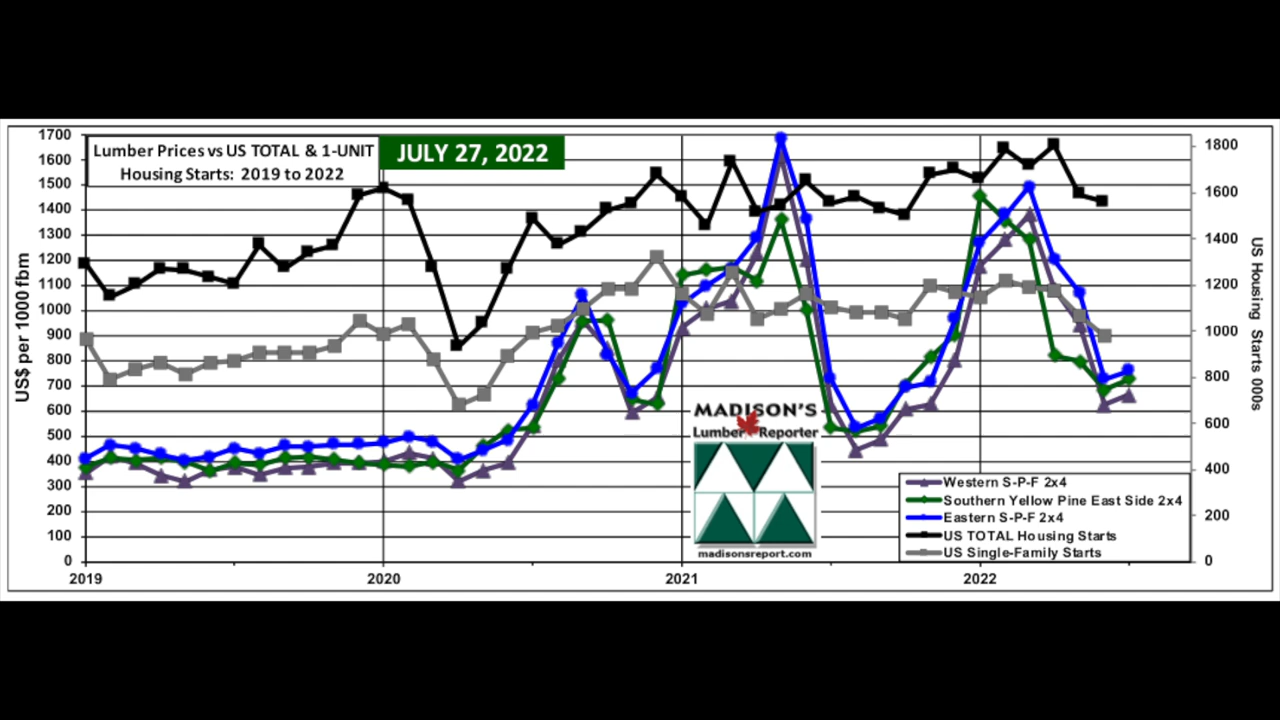 Lumber Prices vs US TOTAL & 1-UNIT
Housing Starts: 2019 to 2022
JULY 27, 2022
US$ per 1000 fbm
1700
1600
1500
1400
1300
1200
1100
1000
900
800
700
600
500
400
300
200
100
0
1800
1600
1400
1200
1000
800
600
400
200
0
US Housing Starts 000s
MADISON'S
Lumber Reporter
madisonsreport.com
Western S-P-F 2x4
Southern Yellow Pine East Side 2x4
Eastern S-P-F 2x4
US TOTAL Housing Starts
US Single-Family Starts
2019 2020 2021 2022